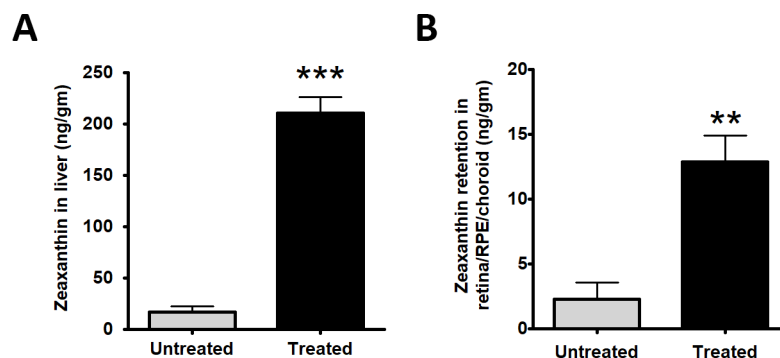 A
B
Zeaxanthin in liver (ng/gm)
250
200
150
100
50
0
***
Untreated
Treated
Zeaxanthin retention in
retina/RPE/choroid (ng/gm)
20
15
10
5
0
**
Untreated
Treated